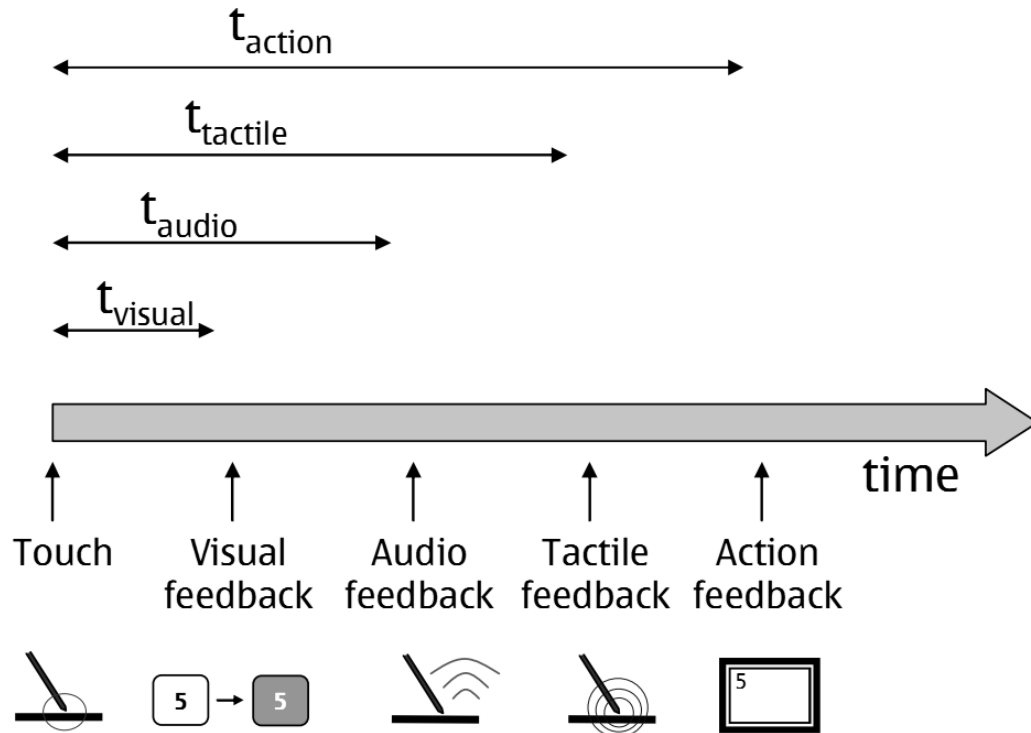 t_action
t_tactile
t_audio
t_visual
time
Touch
Visual
feedback
Audio
feedback
Tactile
feedback
Action
feedback
5
5
5